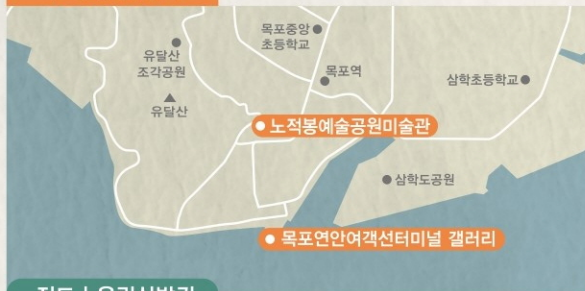 목포중앙
초등학교
유달산
조각공원
목포역
삼학초등학교
유달산
노적봉예술공원미술관
삼학도공원
목포연안여객선터미널 갤러리